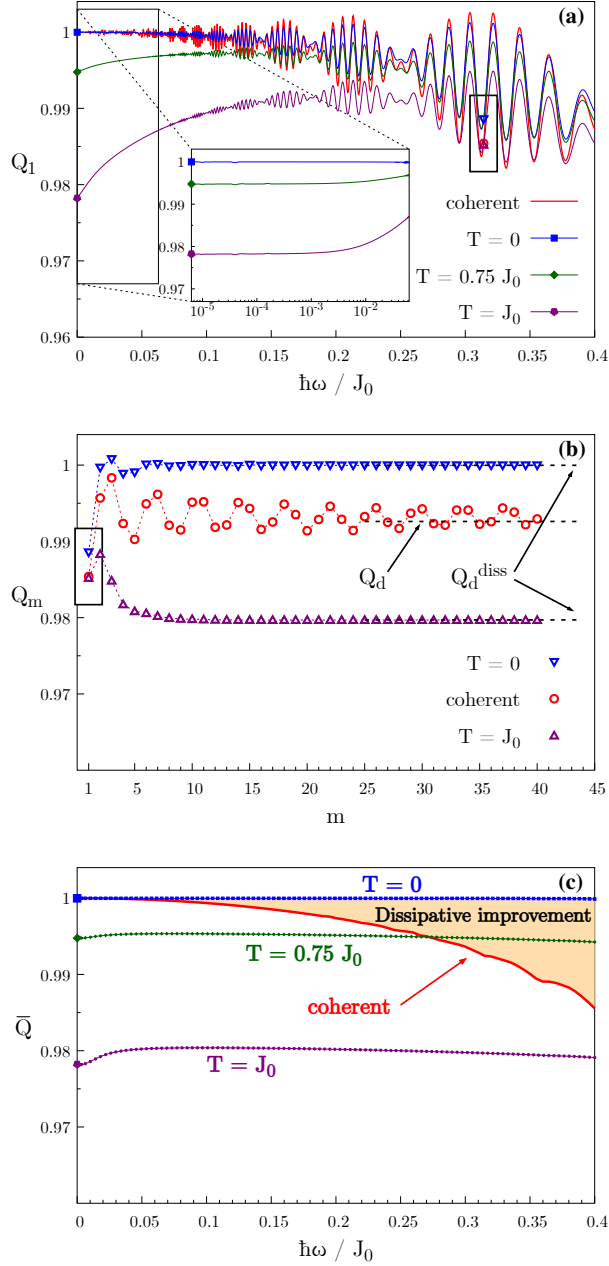 (a)
1
0.99
0.98
0.97
0.96
Q₁
1
0.99
0.98
0.97
10⁻⁵ 10⁻⁴ 10⁻³ 10⁻²
coherent
T = 0
T = 0.75 J₀
T = J₀
0 0.05 0.1 0.15 0.2 0.25 0.3 0.35 0.4
ħω / J₀
(b)
1
0.99
0.98
0.97
Qₘ
Q_d
Q_d^diss
T = 0
coherent
T = J₀
1 5 10 15 20 25 30 35 40 45
m
(c)
T = 0
1
0.99
0.98
0.97
Q̅
Dissipative improvement
T = 0.75 J₀
coherent
T = J₀
0 0.05 0.1 0.15 0.2 0.25 0.3 0.35 0.4
ħω / J₀